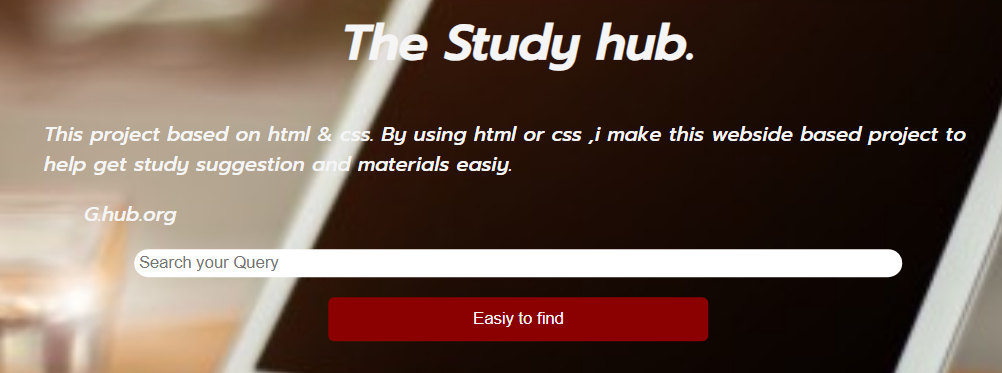 The Study hub.
This project based on html & css. By using html or css ,i make this webside based project to
help get study suggestion and materials easiy.
G.hub.org
Search your Query
Easiy to find